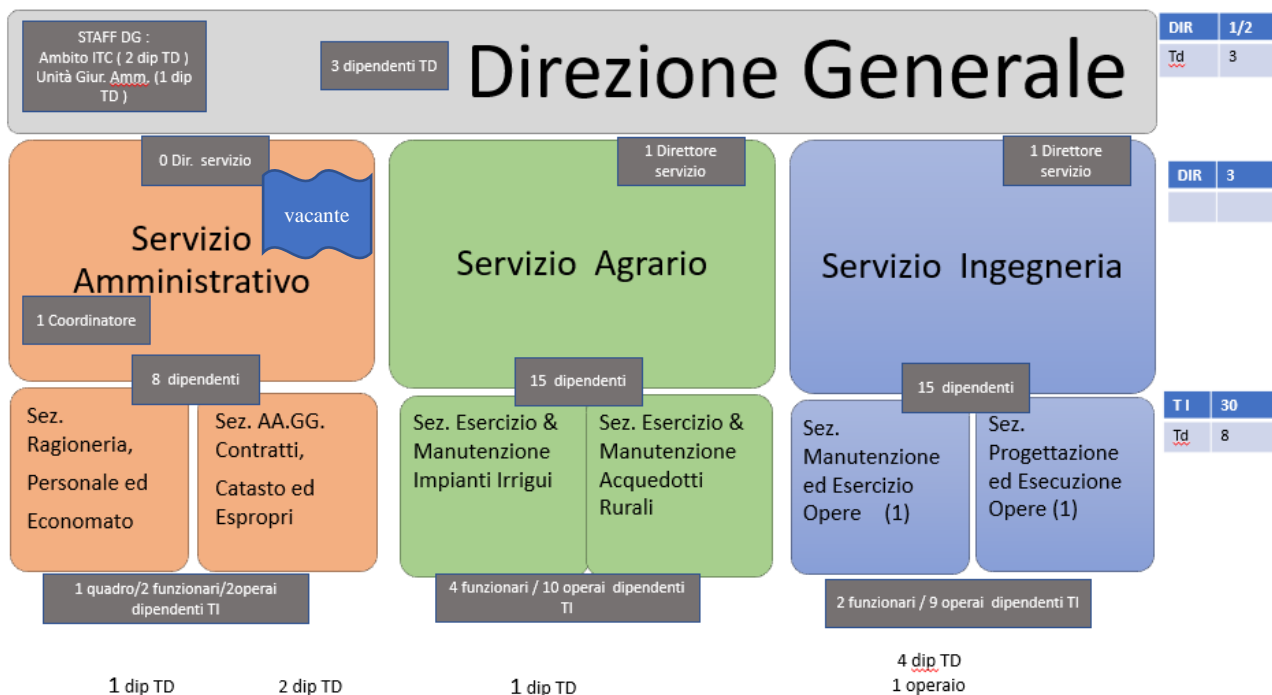 STAFF DG :
Ambito ITC ( 2 dip TD )
Unità Giur. Amm. (1 dip
TD )
3 dipendenti TD
Direzione Generale
DIR 1/2
Td 3
0 Dir. servizio
vacante
Servizio
Amministrativo
1 Coordinatore
1 Direttore
servizio
Servizio Agrario
1 Direttore
servizio
Servizio Ingegneria
DIR 3
8 dipendenti
15 dipendenti
15 dipendenti
Sez.
Ragioneria,
Personale ed
Economato
Sez. AA.GG.
Contratti,
Catasto ed
Espropri
Sez. Esercizio &
Manutenzione
Impianti Irrigui
Sez. Esercizio &
Manutenzione
Acquedotti
Rurali
Sez.
Manutenzione
ed Esercizio
Opere (1)
Sez.
Progettazione
ed Esecuzione
Opere (1)
T I 30
Td 8
1 quadro/2 funzionari/2operai
dipendenti TI
4 funzionari / 10 operai dipendenti
TI
2 funzionari / 9 operai dipendenti TI
1 dip TD
2 dip TD
1 dip TD
4 dip TD
1 operaio